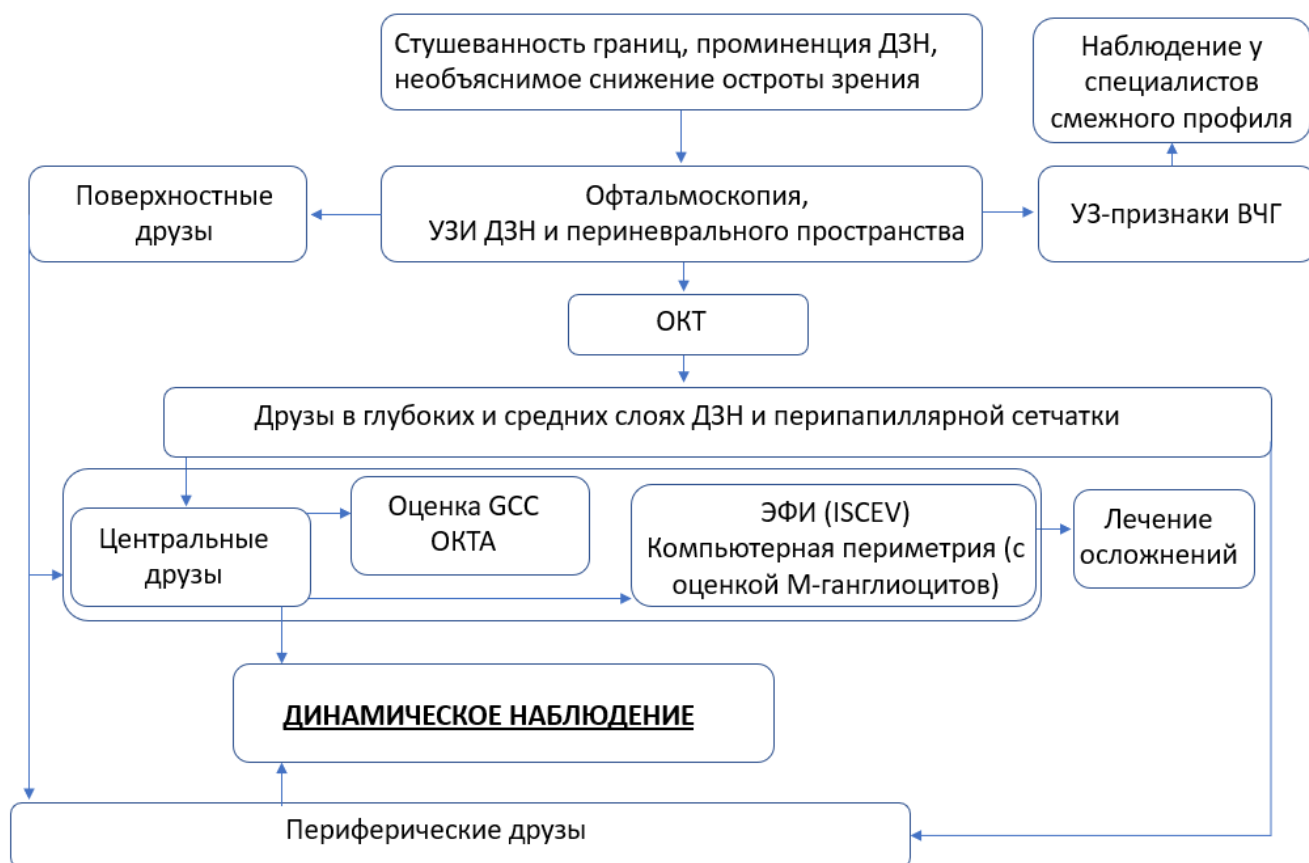 Стушеванность границ, проминенция ДЗН,
необъяснимое снижение остроты зрения
Наблюдение у
специалистов
смежного профиля
Поверхностные
друзы
Офтальмоскопия,
УЗИ ДЗН и периневрального пространства
УЗ-признаки ВЧГ
ОКТ
Друзы в глубоких и средних слоях ДЗН и перипапиллярной сетчатки
Центральные
друзы
Оценка GCC
ОКТА
ЭФИ (ISCEV)
Компьютерная периметрия (с
оценкой М-ганглиоцитов)
Лечение
осложнений
ДИНАМИЧЕСКОЕ НАБЛЮДЕНИЕ
Периферические друзы